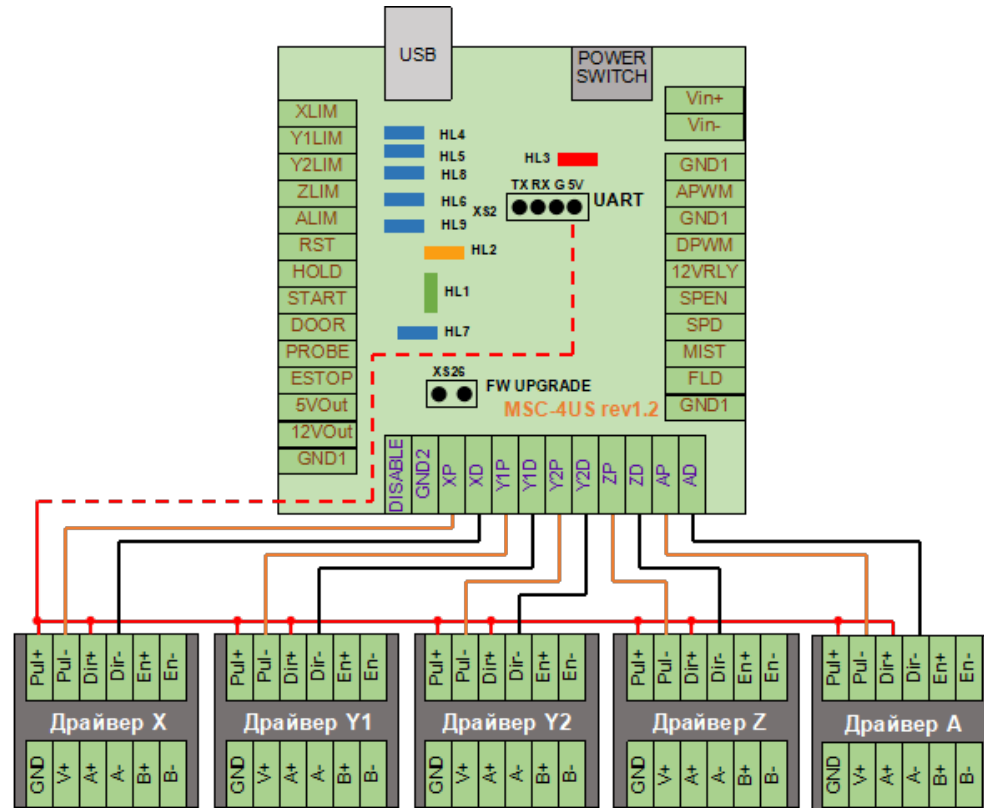 USB
POWER
SWITCH
XLIM
Y1LIM
Y2LIM
ZLIM
ALIM
RST
HOLD
START
DOOR
PROBE
ESTOP
5VOut
12VOut
GND1
HL4
HL5
HL8
HL6
HL9
HL2
HL1
HL7
HL3
TX RX G 5V
XS2
UART
Vin+
Vin-
GND1
APWM
GND1
DPWM
12VRLY
SPEN
SPD
MIST
FLD
GND1
XS26
FW UPGRADE
MSC-4US rev1.2
DISABLE
GND2
XP
XD
Y1P
Y1D
Y2P
Y2D
ZP
ZD
AP
AD
Pul+ Pul- Dir+ Dir- En+ En-
Драйвер X
GND V+ A+ A- B+ B-
Pul+ Pul- Dir+ Dir- En+ En-
Драйвер Y1
GND V+ A+ A- B+ B-
Pul+ Pul- Dir+ Dir- En+ En-
Драйвер Y2
GND V+ A+ A- B+ B-
Pul+ Pul- Dir+ Dir- En+ En-
Драйвер Z
GND V+ A+ A- B+ B-
Pul+ Pul- Dir+ Dir- En+ En-
Драйвер A
GND V+ A+ A- B+ B-